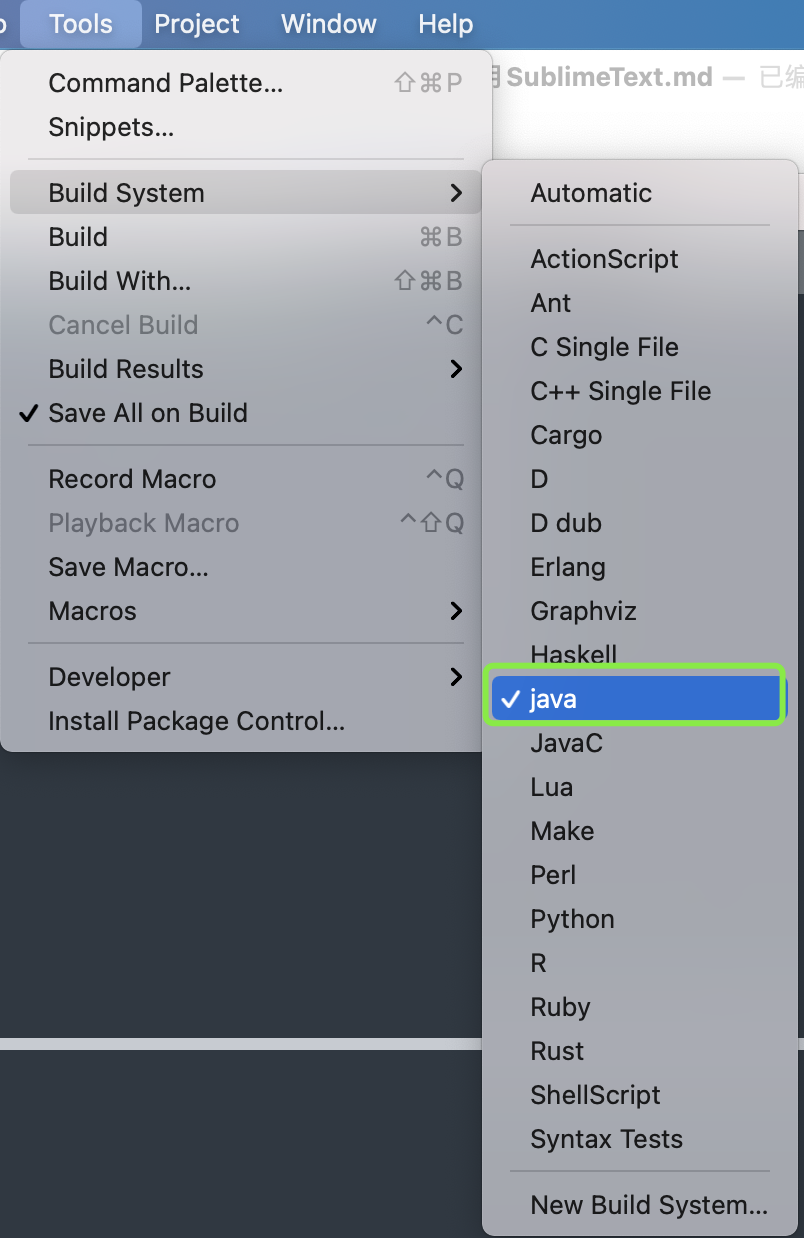 Tools Project Window Help
SublimeText.md — 已编
Command Palette... ⇧⌘P
Snippets...
Build System
Build ⌘B
Build With... ⇧⌘B
Cancel Build ^C
Build Results
✓ Save All on Build
Record Macro ^Q
Playback Macro ^⇧Q
Save Macro...
Macros
Developer
Install Package Control...
Automatic
ActionScript
Ant
C Single File
C++ Single File
Cargo
D
D dub
Erlang
Graphviz
Haskell
✓ java
JavaC
Lua
Make
Perl
Python
R
Ruby
Rust
ShellScript
Syntax Tests
New Build System...